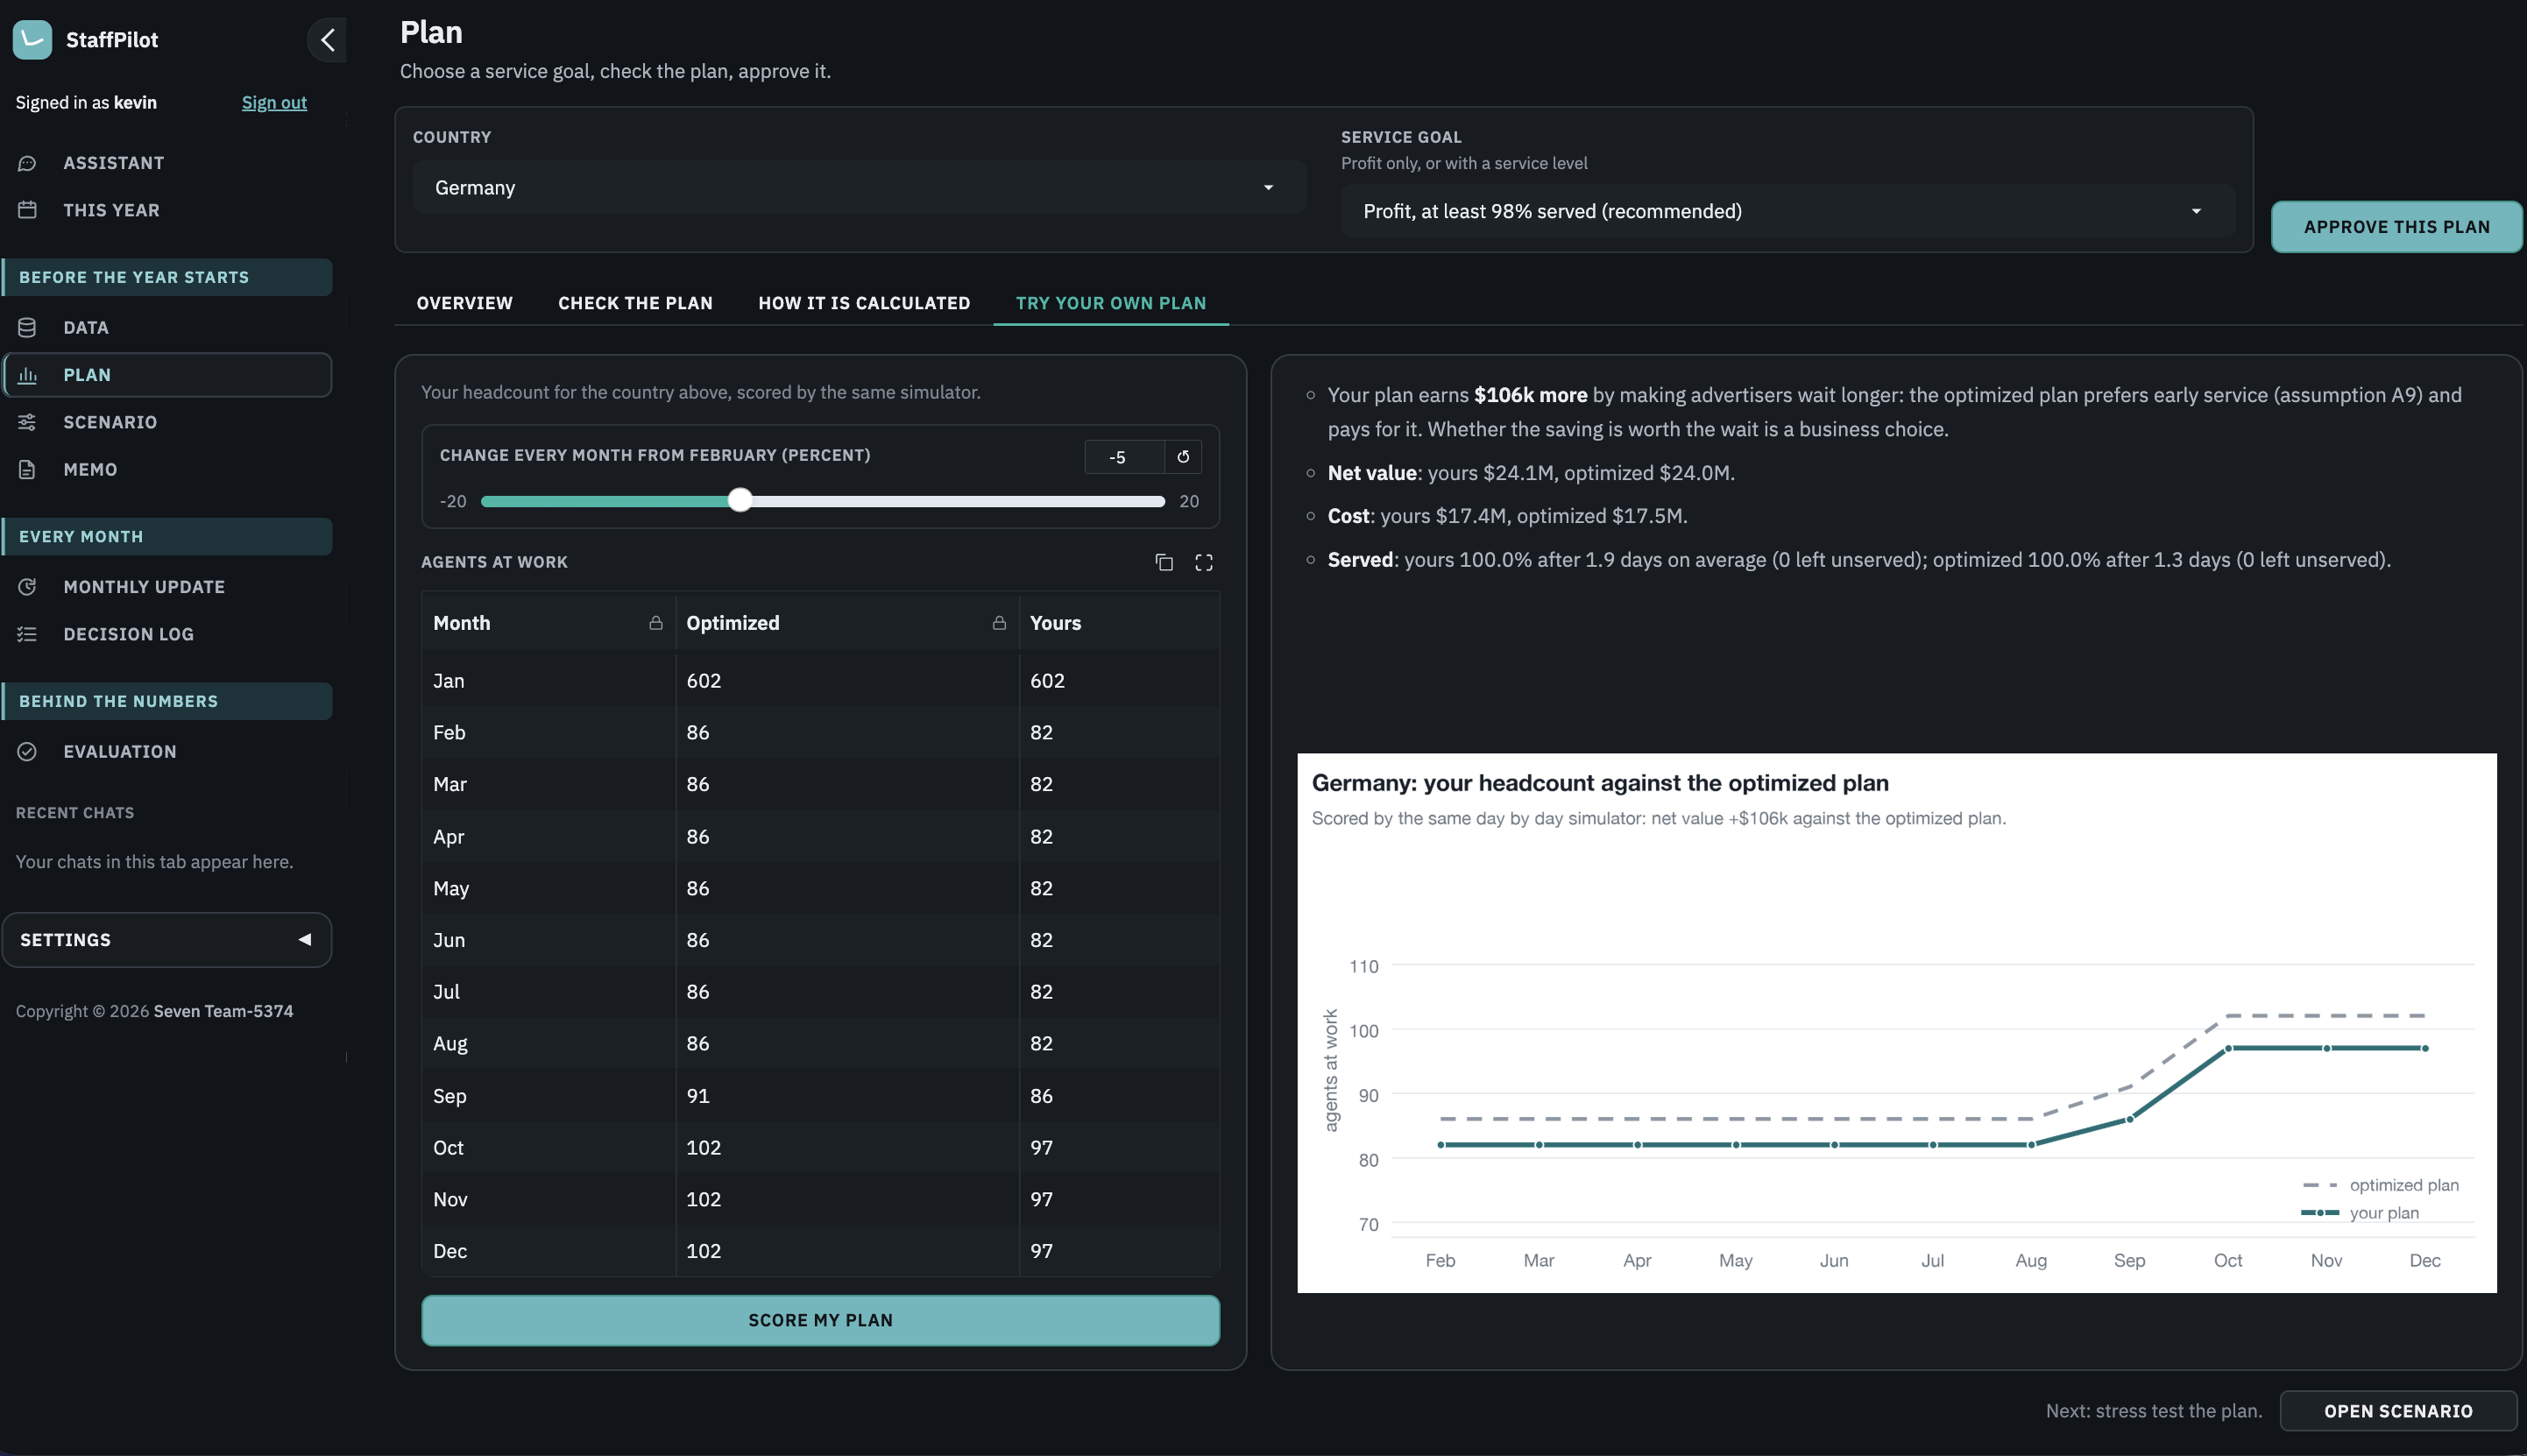 StaffPilot
Signed in as kevin
Sign out
ASSISTANT
THIS YEAR
BEFORE THE YEAR STARTS
DATA
PLAN
SCENARIO
MEMO
EVERY MONTH
MONTHLY UPDATE
DECISION LOG
BEHIND THE NUMBERS
EVALUATION
RECENT CHATS
Your chats in this tab appear here.
SETTINGS
Copyright © 2026 Seven Team-5374
Plan
Choose a service goal, check the plan, approve it.
COUNTRY
Germany
SERVICE GOAL
Profit only, or with a service level
Profit, at least 98% served (recommended)
APPROVE THIS PLAN
OVERVIEW
CHECK THE PLAN
HOW IT IS CALCULATED
TRY YOUR OWN PLAN
Your headcount for the country above, scored by the same simulator.
CHANGE EVERY MONTH FROM FEBRUARY (PERCENT)
-5
-20
20
AGENTS AT WORK
Month Optimized Yours
Jan 602 602
Feb 86 82
Mar 86 82
Apr 86 82
May 86 82
Jun 86 82
Jul 86 82
Aug 86 82
Sep 91 86
Oct 102 97
Nov 102 97
Dec 102 97
SCORE MY PLAN
Your plan earns $106k more by making advertisers wait longer: the optimized plan prefers early service (assumption A9) and
pays for it. Whether the saving is worth the wait is a business choice.
Net value: yours $24.1M, optimized $24.0M.
Cost: yours $17.4M, optimized $17.5M.
Served: yours 100.0% after 1.9 days on average (0 left unserved); optimized 100.0% after 1.3 days (0 left unserved).
Germany: your headcount against the optimized plan
Scored by the same day by day simulator: net value +$106k against the optimized plan.
agents at work
110
100
90
80
70
optimized plan
your plan
Feb Mar Apr May Jun Jul Aug Sep Oct Nov Dec
Next: stress test the plan.
OPEN SCENARIO